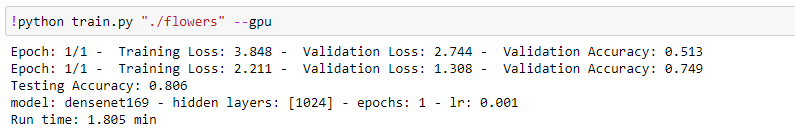 !python train.py "./flowers" --gpu
Epoch: 1/1 -  Training Loss: 3.848 -  Validation Loss: 2.744 -  Validation Accuracy: 0.513
Epoch: 1/1 -  Training Loss: 2.211 -  Validation Loss: 1.308 -  Validation Accuracy: 0.749
Testing Accuracy: 0.806
model: densenet169 - hidden layers: [1024] - epochs: 1 - lr: 0.001
Run time: 1.805 min